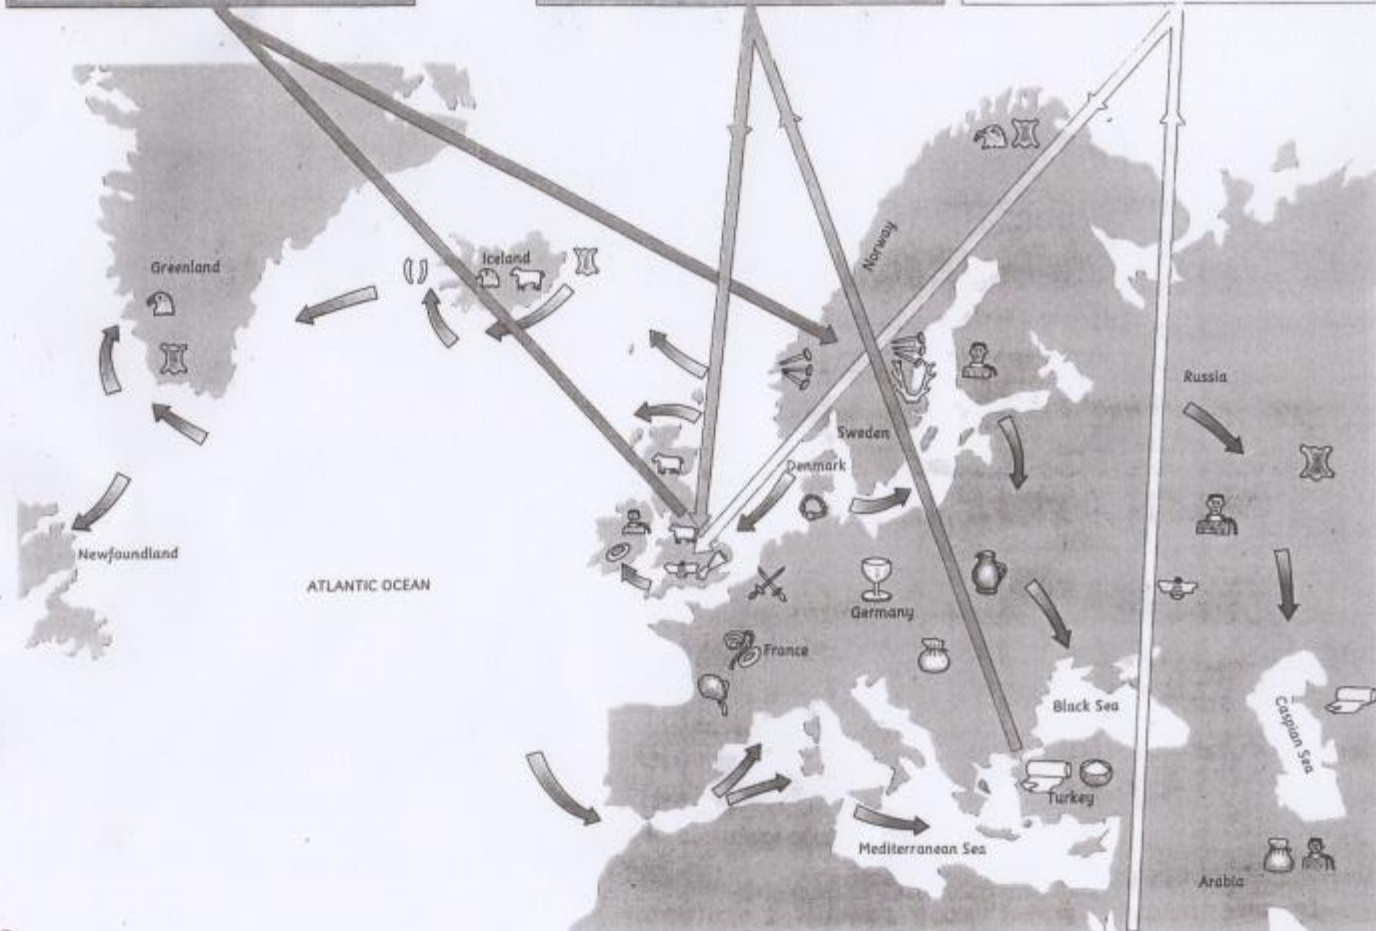 Norway
Iceland
Greenland
Russia
Sweden
Denmark
Newfoundland
ATLANTIC OCEAN
Germany
France
Black Sea
Caspian Sea
Turkey
Mediterranean Sea
Arabia